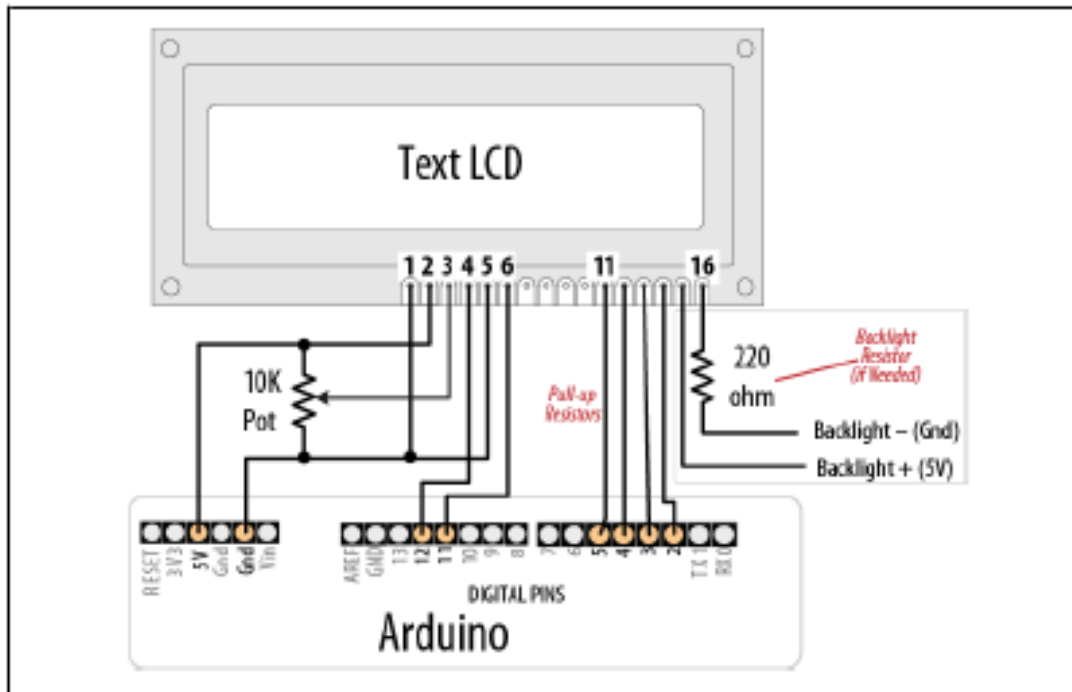 Text LCD
1 2 3 4 5 6 11 16
10K
Pot
Pull-up
Resistors
220
ohm
Backlight
Resistor
(if Needed)
Backlight – (Gnd)
Backlight + (5V)
RESET
3V3
5V
Gnd
Gnd
Vin
AREF
GND
13
12
11
10
9
8
7
6
5
4
3
2
TX 1
RX0
DIGITAL PINS
Arduino